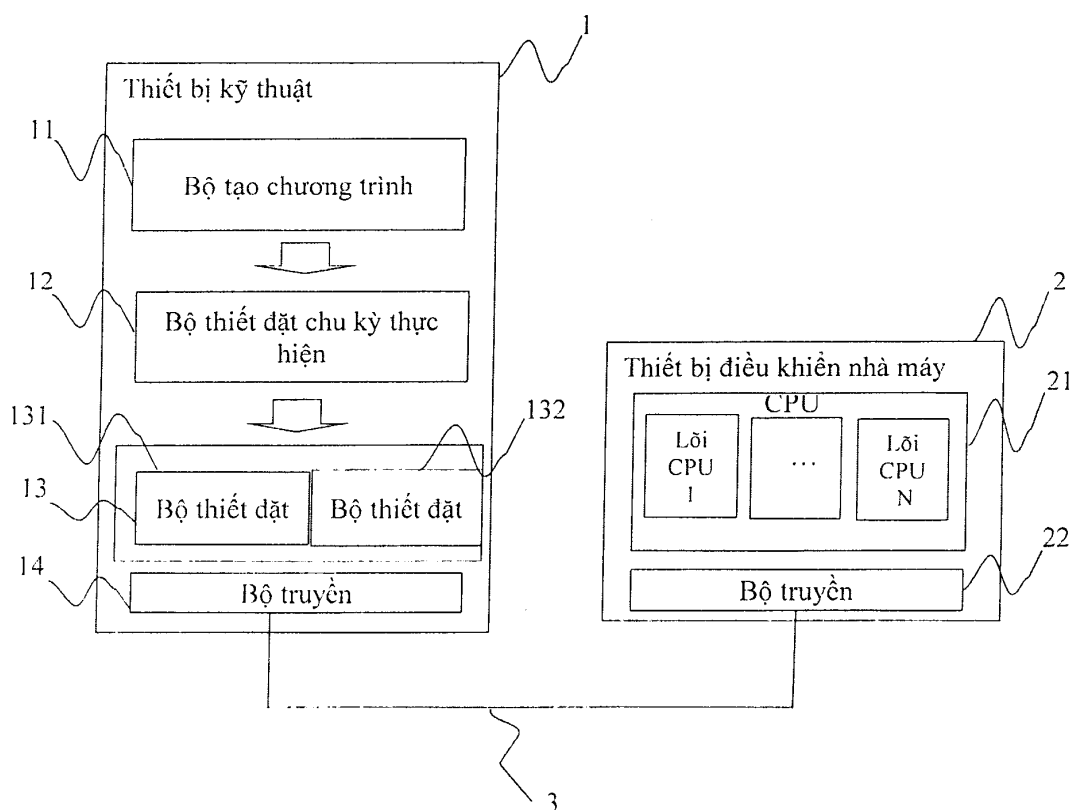 1
Thiết bị kỹ thuật
11
Bộ tạo chương trình
12
Bộ thiết đặt chu kỳ thực
hiện
131
132
13
Bộ thiết đặt
Bộ thiết đặt
14
Bộ truyền
2
Thiết bị điều khiển nhà máy
21
CPU
Lõi
CPU
1
...
Lõi
CPU
N
22
Bộ truyền
3